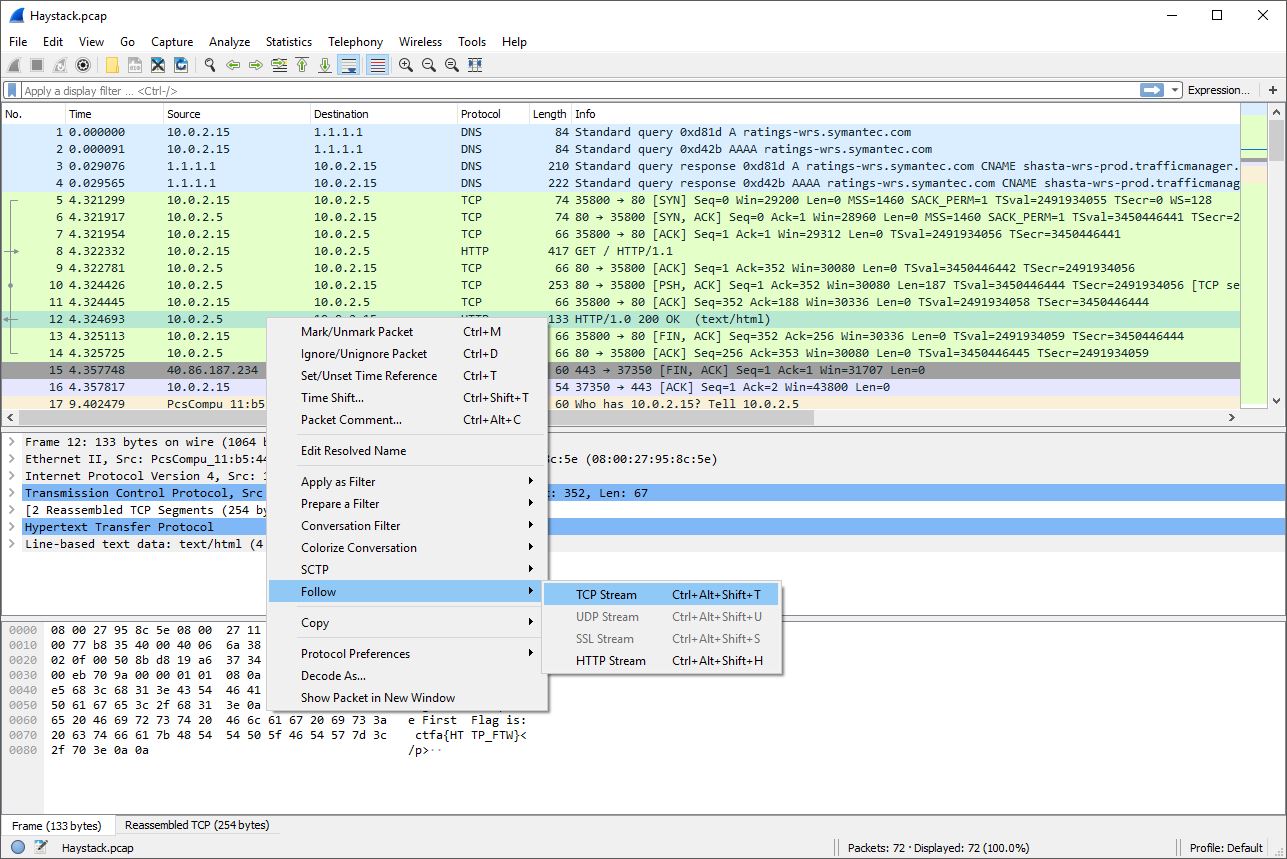 Haystack.pcap
File Edit View Go Capture Analyze Statistics Telephony Wireless Tools Help
Apply a display filter ... <Ctrl-/> Expression... +
No. Time Source Destination Protocol Length Info
1 0.000000 10.0.2.15 1.1.1.1 DNS 84 Standard query 0xd81d A ratings-wrs.symantec.com
2 0.000091 10.0.2.15 1.1.1.1 DNS 84 Standard query 0xd42b AAAA ratings-wrs.symantec.com
3 0.029076 1.1.1.1 10.0.2.15 DNS 210 Standard query response 0xd81d A ratings-wrs.symantec.com CNAME shasta-wrs-prod.trafficmanager.
4 0.029565 1.1.1.1 10.0.2.15 DNS 222 Standard query response 0xd42b AAAA ratings-wrs.symantec.com CNAME shasta-wrs-prod.trafficmanag
5 4.321299 10.0.2.15 10.0.2.5 TCP 74 35800 → 80 [SYN] Seq=0 Win=29200 Len=0 MSS=1460 SACK_PERM=1 TSval=2491934055 TSecr=0 WS=128
6 4.321917 10.0.2.5 10.0.2.15 TCP 74 80 → 35800 [SYN, ACK] Seq=0 Ack=1 Win=28960 Len=0 MSS=1460 SACK_PERM=1 TSval=3450446441 TSecr=2
7 4.321954 10.0.2.15 10.0.2.5 TCP 66 35800 → 80 [ACK] Seq=1 Ack=1 Win=29312 Len=0 TSval=2491934056 TSecr=3450446441
8 4.322332 10.0.2.15 10.0.2.5 HTTP 417 GET / HTTP/1.1
9 4.322781 10.0.2.5 10.0.2.15 TCP 66 80 → 35800 [ACK] Seq=1 Ack=352 Win=30080 Len=0 TSval=3450446442 TSecr=2491934056
10 4.324426 10.0.2.5 10.0.2.15 TCP 253 80 → 35800 [PSH, ACK] Seq=1 Ack=352 Win=30080 Len=187 TSval=3450446444 TSecr=2491934056 [TCP se
11 4.324445 10.0.2.15 10.0.2.5 TCP 66 35800 → 80 [ACK] Seq=352 Ack=188 Win=30336 Len=0 TSval=2491934058 TSecr=3450446444
12 4.324693 10.0.2.5 133 HTTP/1.0 200 OK (text/html)
13 4.325113 10.0.2.15 66 35800 → 80 [FIN, ACK] Seq=352 Ack=256 Win=30336 Len=0 TSval=2491934059 TSecr=3450446444
14 4.325725 10.0.2.5 66 80 → 35800 [ACK] Seq=256 Ack=353 Win=30080 Len=0 TSval=3450446445 TSecr=2491934059
15 4.357748 40.86.187.234 60 443 → 37350 [FIN, ACK] Seq=1 Ack=1 Win=31707 Len=0
16 4.357817 10.0.2.15 54 37350 → 443 [ACK] Seq=1 Ack=2 Win=43800 Len=0
17 9.402479 PcsCompu_11:b5 60 Who has 10.0.2.15? Tell 10.0.2.5
Mark/Unmark Packet Ctrl+M
Ignore/Unignore Packet Ctrl+D
Set/Unset Time Reference Ctrl+T
Time Shift... Ctrl+Shift+T
Packet Comment... Ctrl+Alt+C
Edit Resolved Name
Apply as Filter
Prepare a Filter
Conversation Filter
Colorize Conversation
SCTP
Follow
Copy
Protocol Preferences
Decode As...
Show Packet in New Window
TCP Stream Ctrl+Alt+Shift+T
UDP Stream Ctrl+Alt+Shift+U
SSL Stream Ctrl+Alt+Shift+S
HTTP Stream Ctrl+Alt+Shift+H
Frame 12: 133 bytes on wire (1064 b
Ethernet II, Src: PcsCompu_11:b5:44 8c:5e (08:00:27:95:8c:5e)
Internet Protocol Version 4, Src: 1
Transmission Control Protocol, Src : 352, Len: 67
[2 Reassembled TCP Segments (254 by
Hypertext Transfer Protocol
Line-based text data: text/html (4
0000 08 00 27 95 8c 5e 08 00 27 11
0010 00 77 b8 35 40 00 40 06 6a 38
0020 02 0f 00 50 8b d8 19 a6 37 34
0030 00 eb 70 9a 00 00 01 01 08 0a
0040 e5 68 3c 68 31 3e 43 54 46 41
0050 50 61 67 65 3c 2f 68 31 3e 0a
0060 65 20 46 69 72 73 74 20 46 6c 61 67 20 69 73 3a e First Flag is:
0070 20 63 74 66 61 7b 48 54 54 50 5f 46 54 57 7d 3c ctfa{HT TP_FTW}<
0080 2f 70 3e 0a 0a /p>··
Frame (133 bytes) Reassembled TCP (254 bytes)
Haystack.pcap Packets: 72 · Displayed: 72 (100.0%) Profile: Default